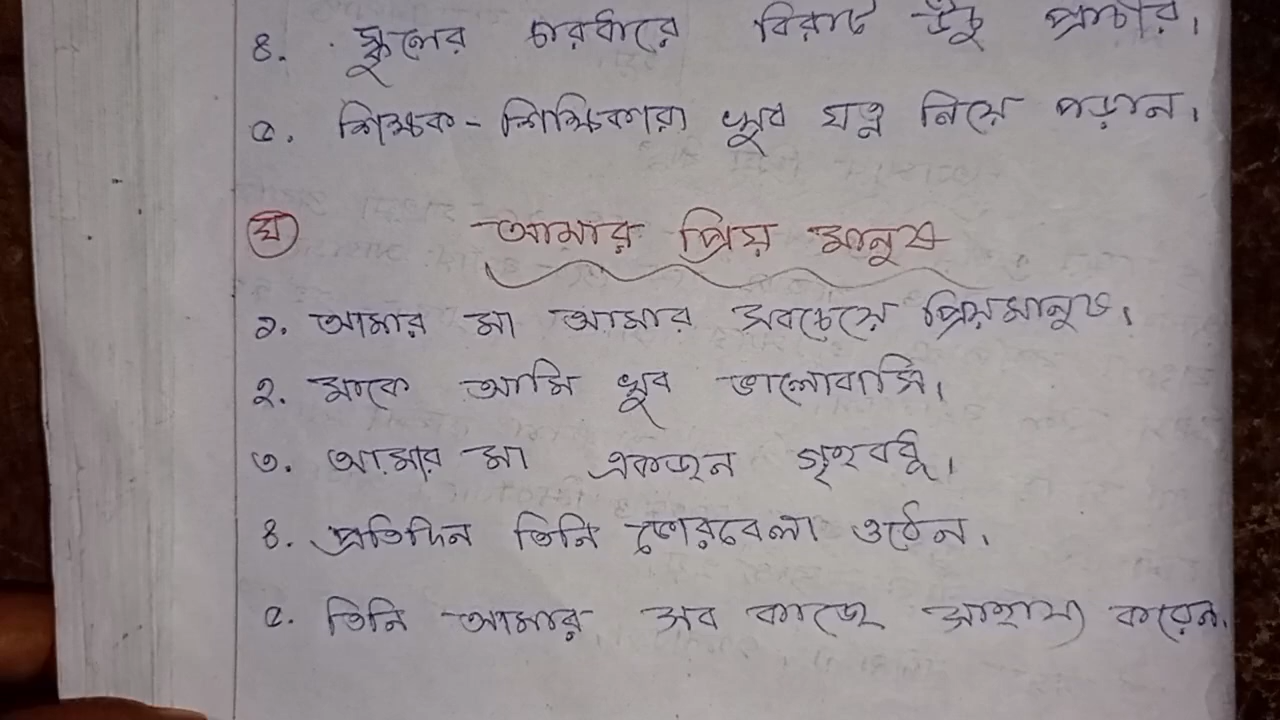 ৪. স্কুলের চারধারে বিরাট উঁচু প্রাচীর।
৫. শিক্ষক-শিক্ষিকারা খুব যত্ন নিয়ে পড়ান।
ঘ আমার প্রিয় মানুষ
১. আমার মা আমার সবচেয়ে প্রিয়মানুষ।
২. মাকে আমি খুব ভালোবাসি।
৩. আমার মা একজন গৃহবধূ।
৪. প্রতিদিন তিনি ভোরবেলা ওঠেন।
৫. তিনি আমার সব কাজে সাহায্য করেন।